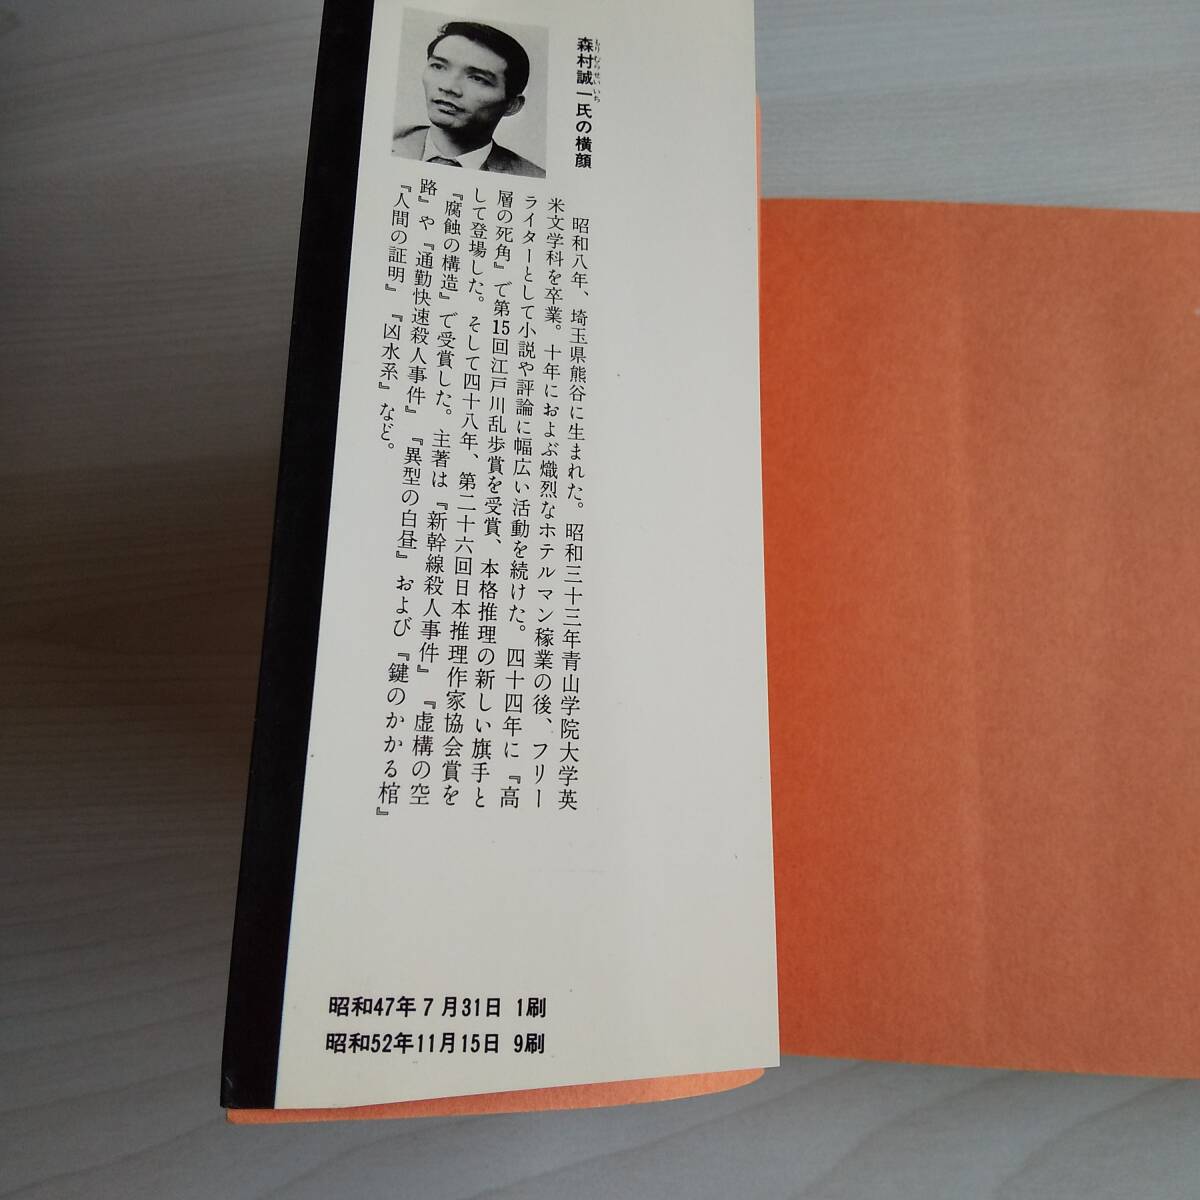 森村誠一氏の横顔
もりむらせいいち
昭和八年、埼玉県熊谷に生まれた。昭和三十三年青山学院大学英
米文学科を卒業。十年におよぶ熾烈なホテルマン稼業の後、フリー
ライターとして小説や評論に幅広い活動を続けた。四十四年に『高
層の死角』で第15回江戸川乱歩賞を受賞、本格推理の新しい旗手と
して登場した。そして四十八年、第二十六回日本推理作家協会賞を
『腐蝕の構造』で受賞した。主著は『新幹線殺人事件』『虚構の空
路』や『通勤快速殺人事件』『異型の白昼』および『鍵のかかる棺』
『人間の証明』『凶水系』など。
昭和47年7月31日 1刷
昭和52年11月15日 9刷